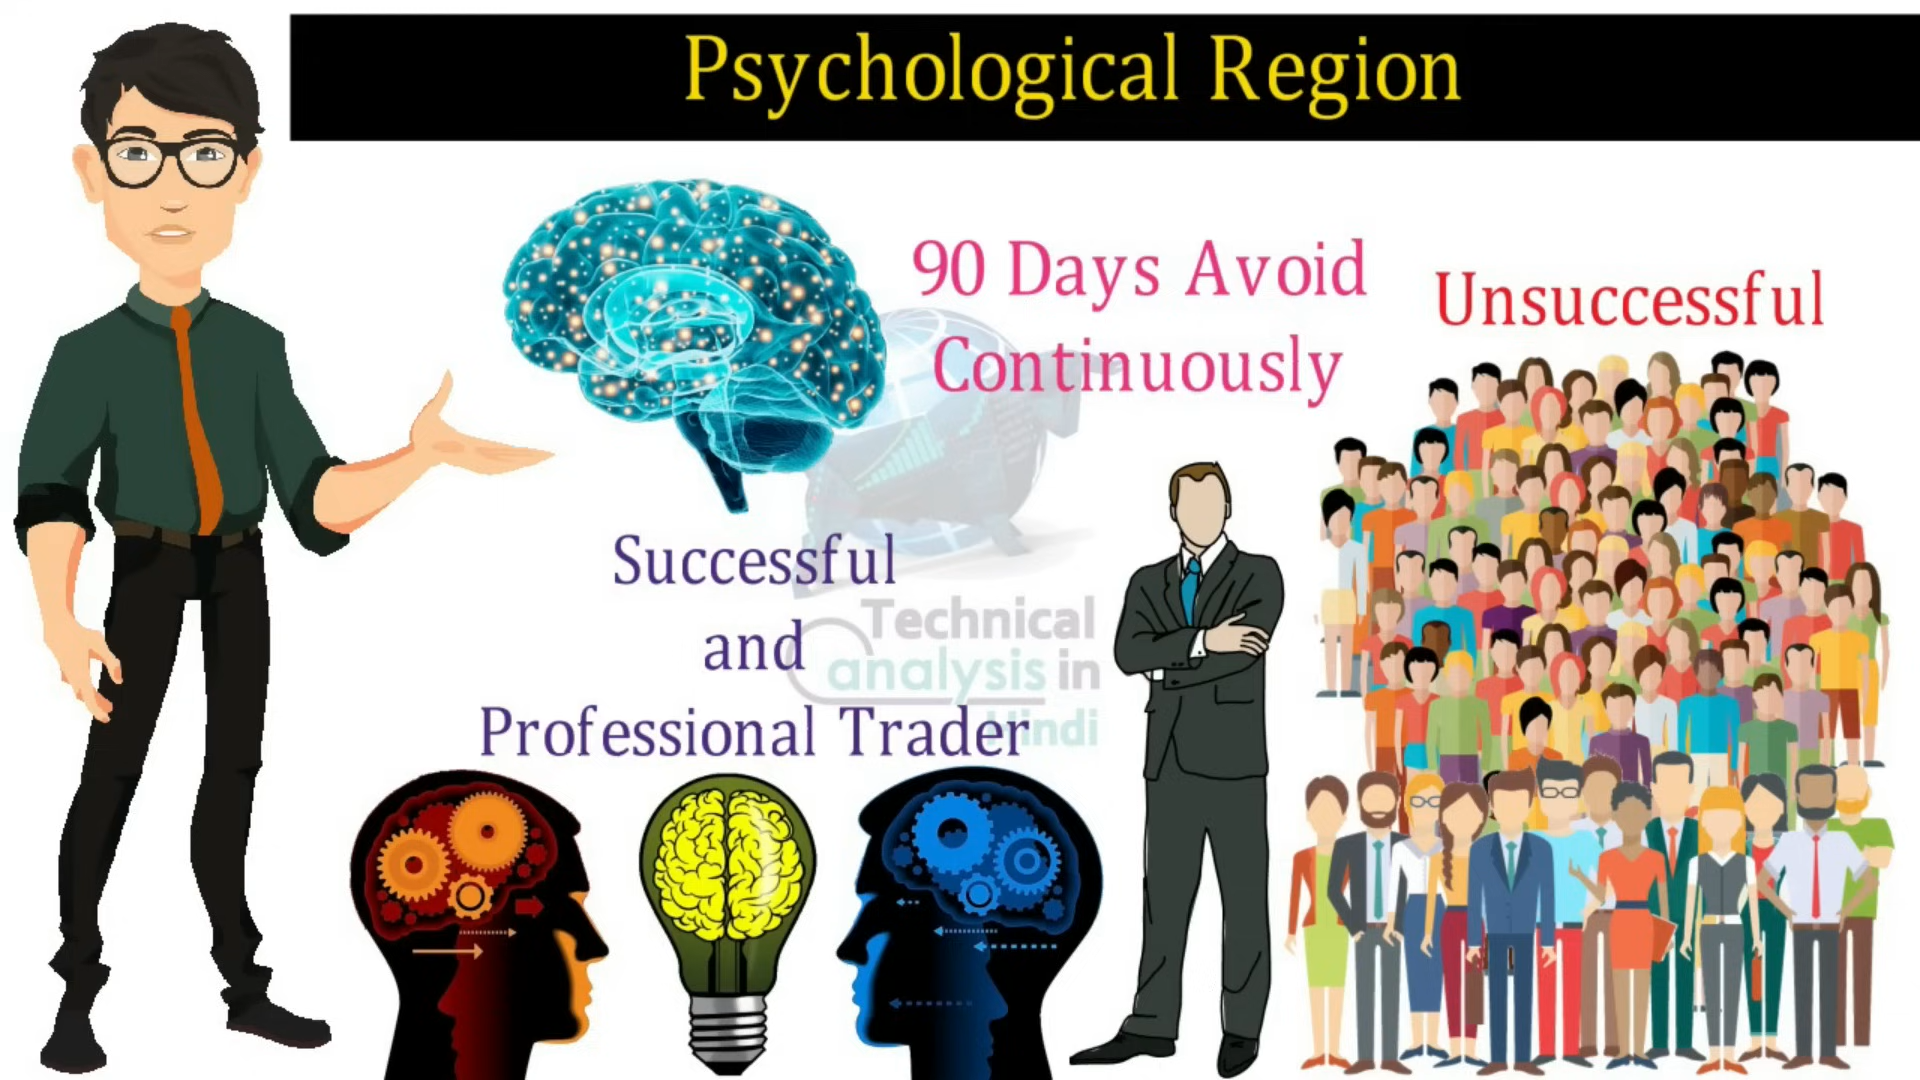 Psychological Region
90 Days Avoid
Continuously
Unsuccessful
Successful
and
Professional Trader
Technical
analysis in
Hindi